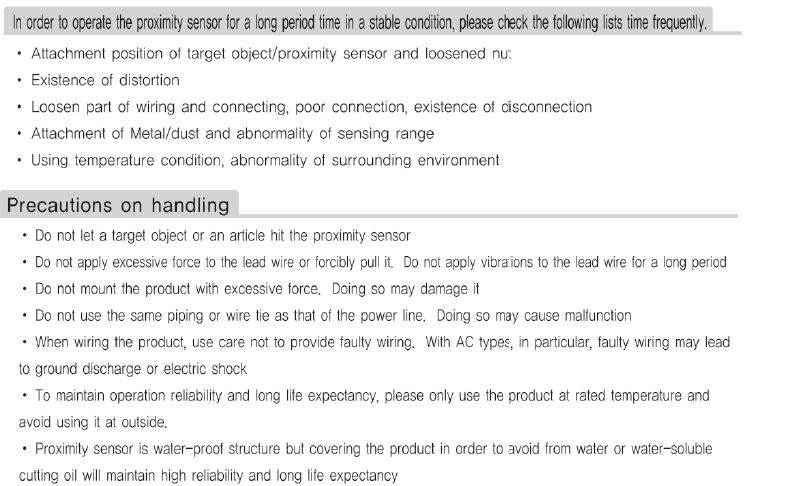 In order to operate the proximity sensor for a long period time in a stable condition, please check the following lists time frequently.
· Attachment position of target object/proximity sensor and loosened nut
· Existence of distortion
· Loosen part of wiring and connecting, poor connection, existence of disconnection
· Attachment of Metal/dust and abnormality of sensing range
· Using temperature condition, abnormality of surrounding environment
Precautions on handling
· Do not let a target object or an article hit the proximity sensor
· Do not apply excessive force to the lead wire or forcibly pull it. Do not apply vibrations to the lead wire for a long period
· Do not mount the product with excessive force. Doing so may damage it
· Do not use the same piping or wire tie as that of the power line. Doing so may cause malfunction
· When wiring the product, use care not to provide faulty wiring. With AC types, in particular, faulty wiring may lead
to ground discharge or electric shock
· To maintain operation reliability and long life expectancy, please only use the product at rated temperature and
avoid using it at outside.
· Proximity sensor is water-proof structure but covering the product in order to avoid from water or water-soluble
cutting oil will maintain high reliability and long life expectancy